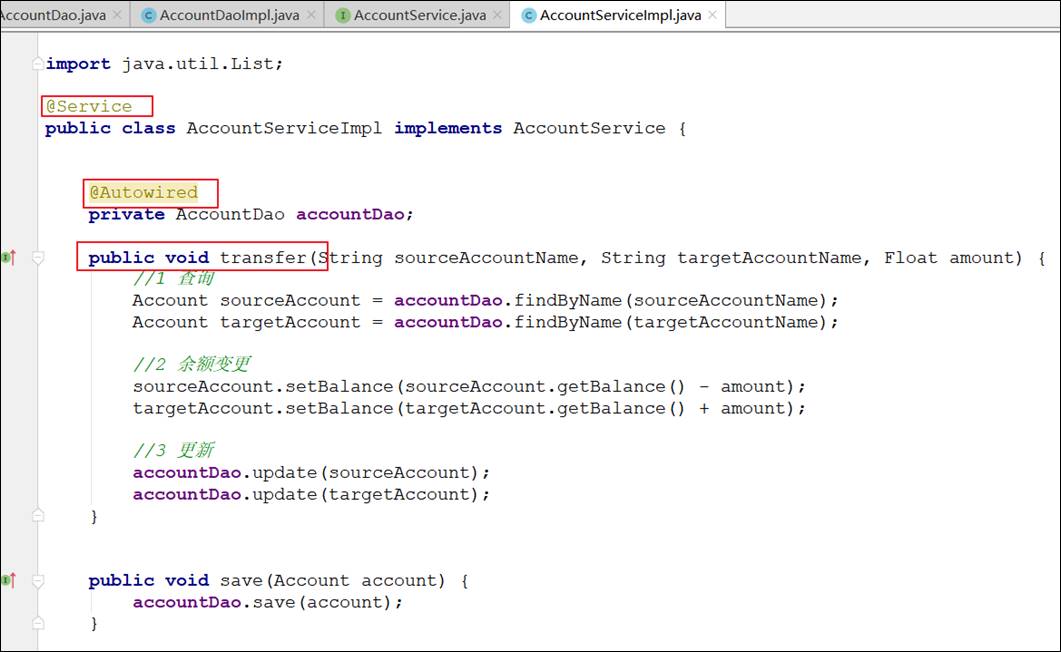 AccountDao.java × C AccountDaoImpl.java × I AccountService.java × C AccountServiceImpl.java ×
import java.util.List;
@Service
public class AccountServiceImpl implements AccountService {
@Autowired
private AccountDao accountDao;
public void transfer(String sourceAccountName, String targetAccountName, Float amount) {
//1 查询
Account sourceAccount = accountDao.findByName(sourceAccountName);
Account targetAccount = accountDao.findByName(targetAccountName);
//2 余额变更
sourceAccount.setBalance(sourceAccount.getBalance() - amount);
targetAccount.setBalance(targetAccount.getBalance() + amount);
//3 更新
accountDao.update(sourceAccount);
accountDao.update(targetAccount);
}
public void save(Account account) {
accountDao.save(account);
}